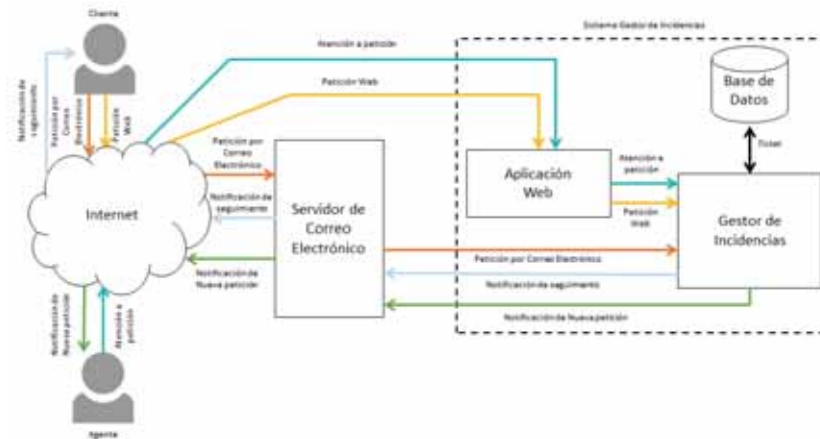 Cliente
Sistema Gestor de Incidencias
Atención a petición
Petición Web
Base de
Datos
Ticket
Notificación de
seguimiento
Petición por
Correo
Electrónico
Petición
Web
Internet
Petición por
Correo
Electrónico
Notificación de
seguimiento
Notificación de
Nueva petición
Servidor de
Correo
Electrónico
Aplicación
Web
Atención a
petición
Petición
Web
Gestor de
Incidencias
Petición por Correo Electrónico
Notificación de seguimiento
Notificación de Nueva petición
Notificación de
Nueva petición
Atención a
petición
Agente